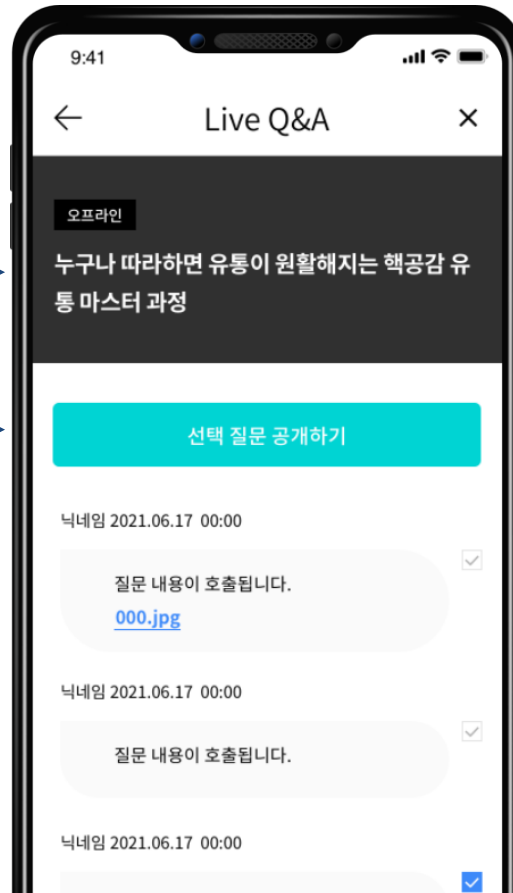 9:41
Live Q&A
오프라인
누구나 따라하면 유통이 원활해지는 핵공감 유
통 마스터 과정
선택 질문 공개하기
닉네임 2021.06.17 00:00
질문 내용이 호출됩니다.
000.jpg
닉네임 2021.06.17 00:00
질문 내용이 호출됩니다.
닉네임 2021.06.17 00:00